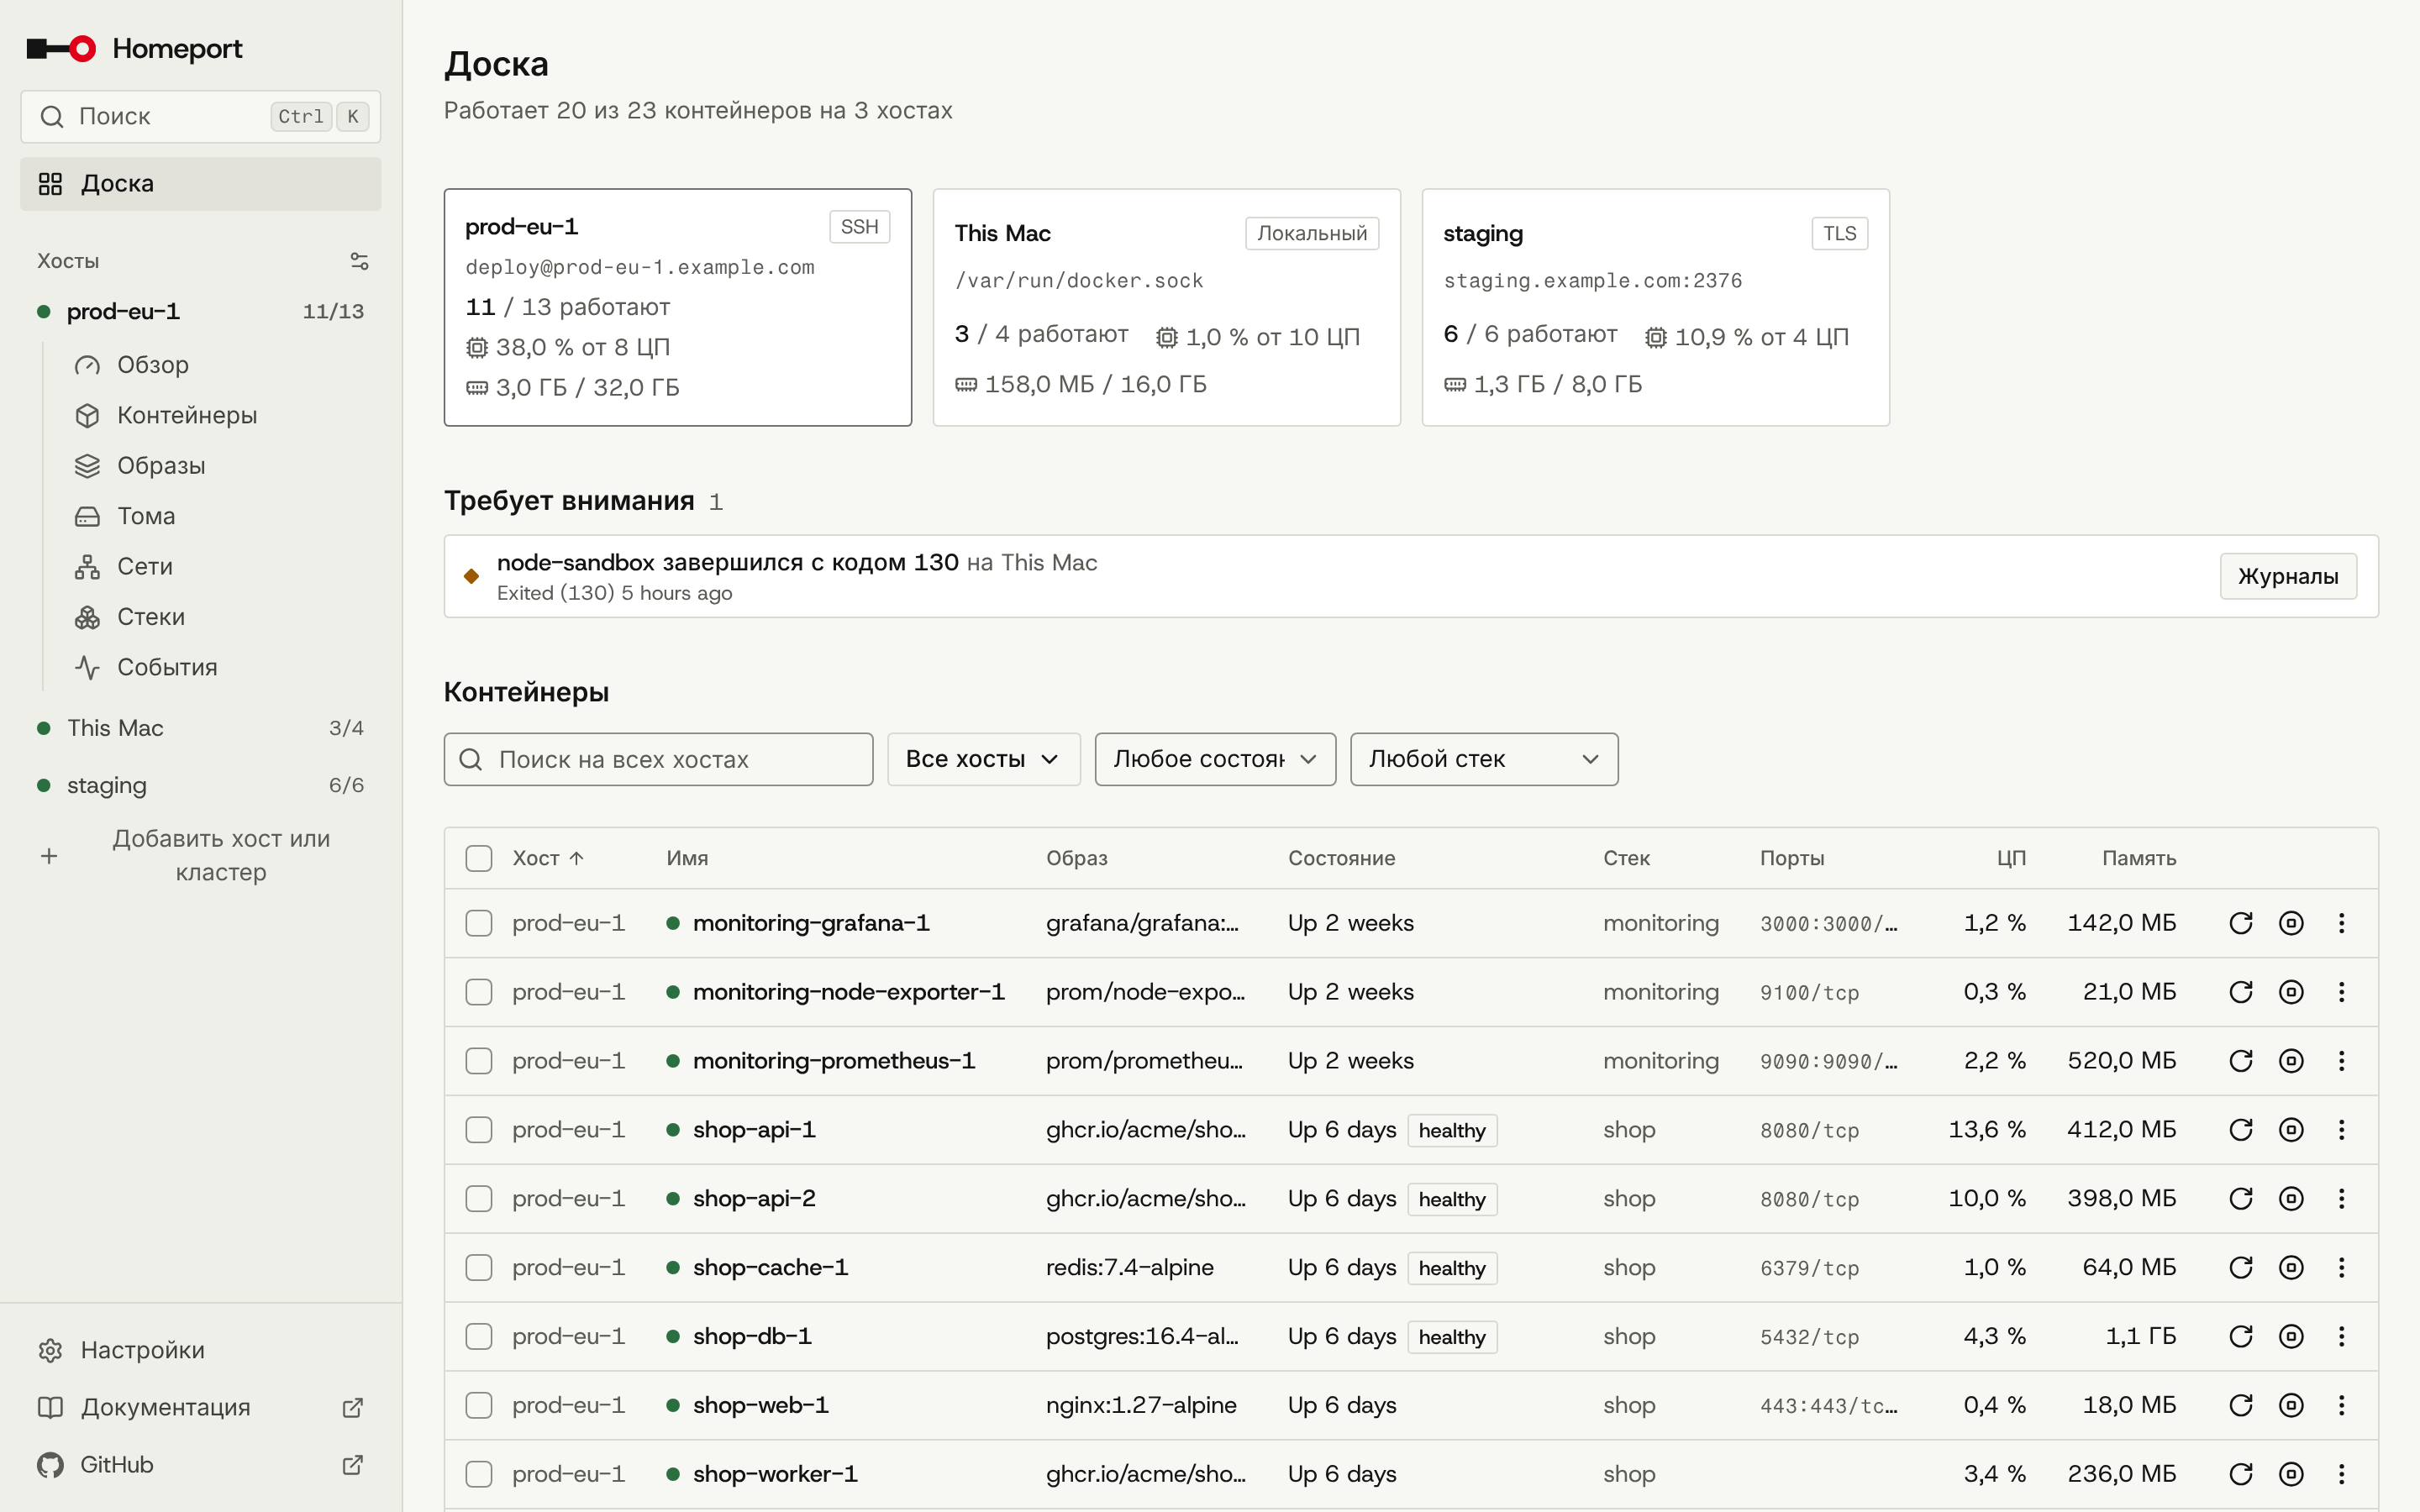 Homeport
Поиск Ctrl K
Доска
Хосты
prod-eu-1 11/13
Обзор
Контейнеры
Образы
Тома
Сети
Стеки
События
This Mac 3/4
staging 6/6
Добавить хост или
кластер
Настройки
Документация
GitHub
Доска
Работает 20 из 23 контейнеров на 3 хостах
prod-eu-1 SSH
deploy@prod-eu-1.example.com
11 / 13 работают
38,0 % от 8 ЦП
3,0 ГБ / 32,0 ГБ
This Mac Локальный
/var/run/docker.sock
3 / 4 работают 1,0 % от 10 ЦП
158,0 МБ / 16,0 ГБ
staging TLS
staging.example.com:2376
6 / 6 работают 10,9 % от 4 ЦП
1,3 ГБ / 8,0 ГБ
Требует внимания 1
node-sandbox завершился с кодом 130 на This Mac
Exited (130) 5 hours ago
Журналы
Контейнеры
Поиск на всех хостах Все хосты Любое состоян Любой стек
Хост ↑ Имя Образ Состояние Стек Порты ЦП Память
prod-eu-1 monitoring-grafana-1 grafana/grafana:... Up 2 weeks monitoring 3000:3000/... 1,2 % 142,0 МБ
prod-eu-1 monitoring-node-exporter-1 prom/node-expo... Up 2 weeks monitoring 9100/tcp 0,3 % 21,0 МБ
prod-eu-1 monitoring-prometheus-1 prom/prometheu... Up 2 weeks monitoring 9090:9090/... 2,2 % 520,0 МБ
prod-eu-1 shop-api-1 ghcr.io/acme/sho... Up 6 days healthy shop 8080/tcp 13,6 % 412,0 МБ
prod-eu-1 shop-api-2 ghcr.io/acme/sho... Up 6 days healthy shop 8080/tcp 10,0 % 398,0 МБ
prod-eu-1 shop-cache-1 redis:7.4-alpine Up 6 days healthy shop 6379/tcp 1,0 % 64,0 МБ
prod-eu-1 shop-db-1 postgres:16.4-al... Up 6 days healthy shop 5432/tcp 4,3 % 1,1 ГБ
prod-eu-1 shop-web-1 nginx:1.27-alpine Up 6 days shop 443:443/tc... 0,4 % 18,0 МБ
prod-eu-1 shop-worker-1 ghcr.io/acme/sho... Up 6 days shop 3,4 % 236,0 МБ